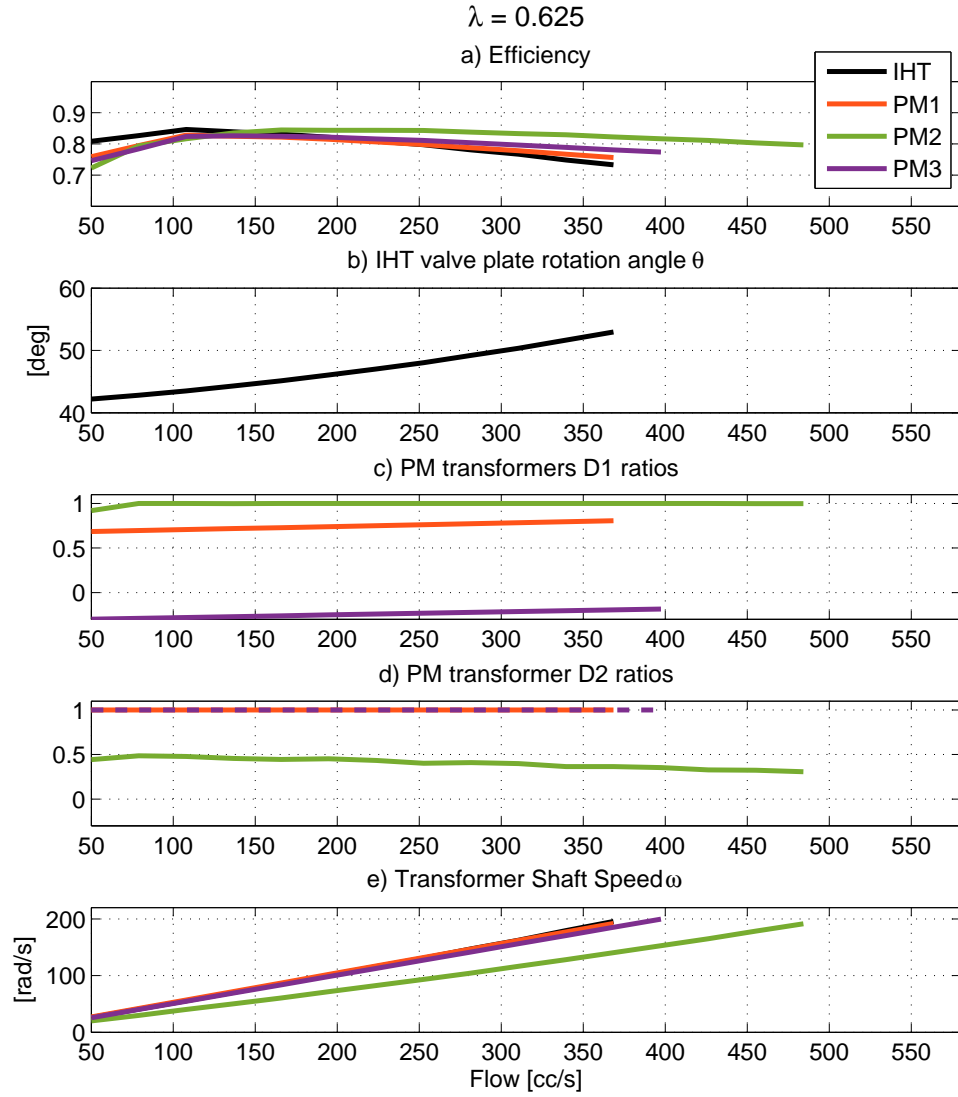 λ = 0.625
a) Efficiency
IHT
PM1
PM2
PM3
0.9
0.8
0.7
50 100 150 200 250 300 350 400 450 500 550
b) IHT valve plate rotation angle θ
[deg]
60
50
40
50 100 150 200 250 300 350 400 450 500 550
c) PM transformers D1 ratios
1
0.5
0
50 100 150 200 250 300 350 400 450 500 550
d) PM transformer D2 ratios
1
0.5
0
50 100 150 200 250 300 350 400 450 500 550
e) Transformer Shaft Speed ω
[rad/s]
200
100
0
50 100 150 200 250 300 350 400 450 500 550
Flow [cc/s]